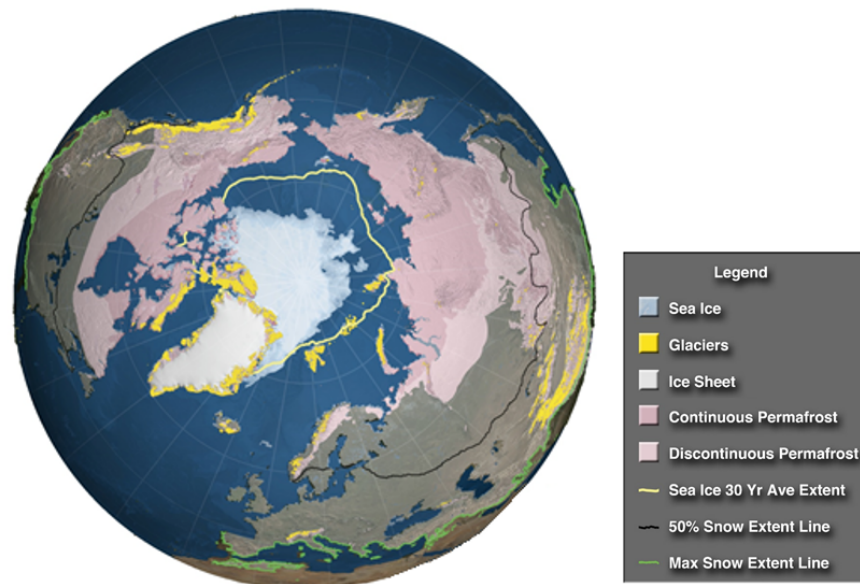 Legend
Sea Ice
Glaciers
Ice Sheet
Continuous Permafrost
Discontinuous Permafrost
Sea Ice 30 Yr Ave Extent
50% Snow Extent Line
Max Snow Extent Line